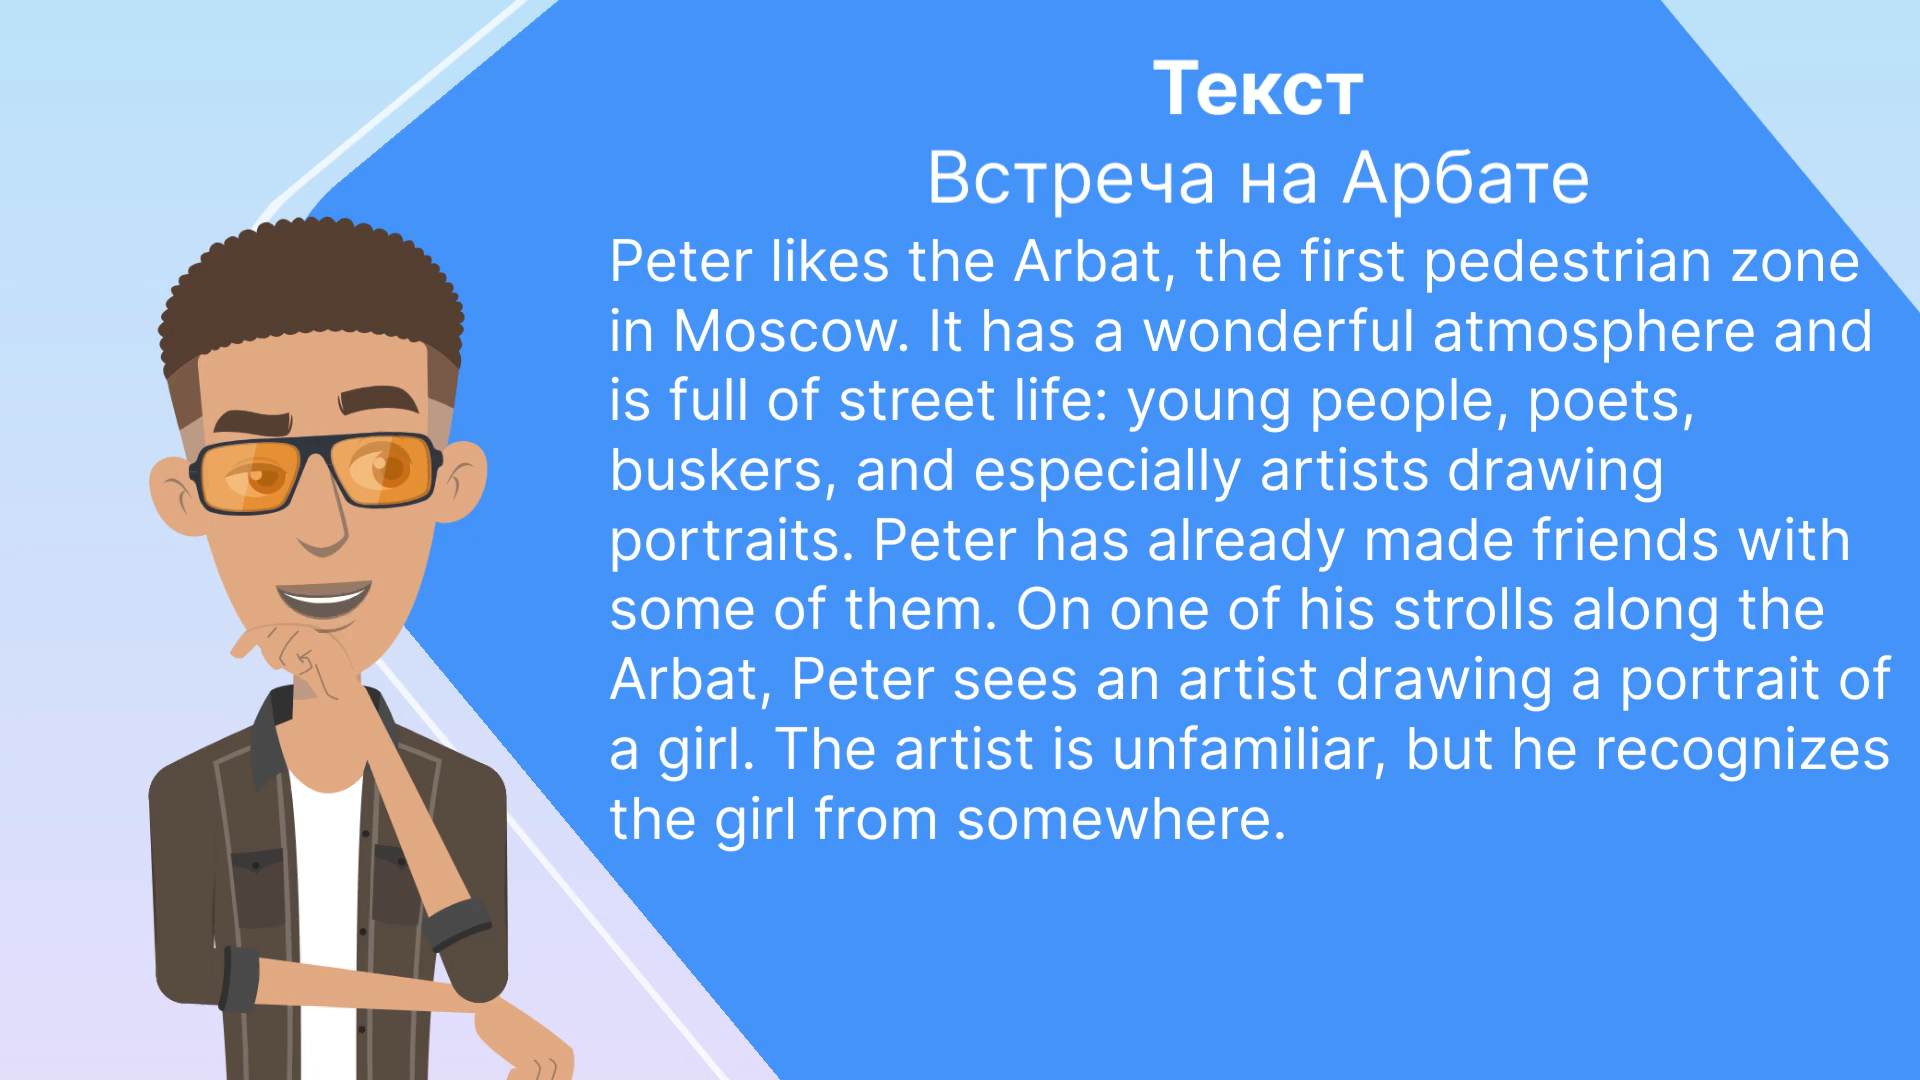 Текст
Встреча на Арбате
Peter likes the Arbat, the first pedestrian zone
in Moscow. It has a wonderful atmosphere and
is full of street life: young people, poets,
buskers, and especially artists drawing
portraits. Peter has already made friends with
some of them. On one of his strolls along the
Arbat, Peter sees an artist drawing a portrait of
a girl. The artist is unfamiliar, but he recognizes
the girl from somewhere.